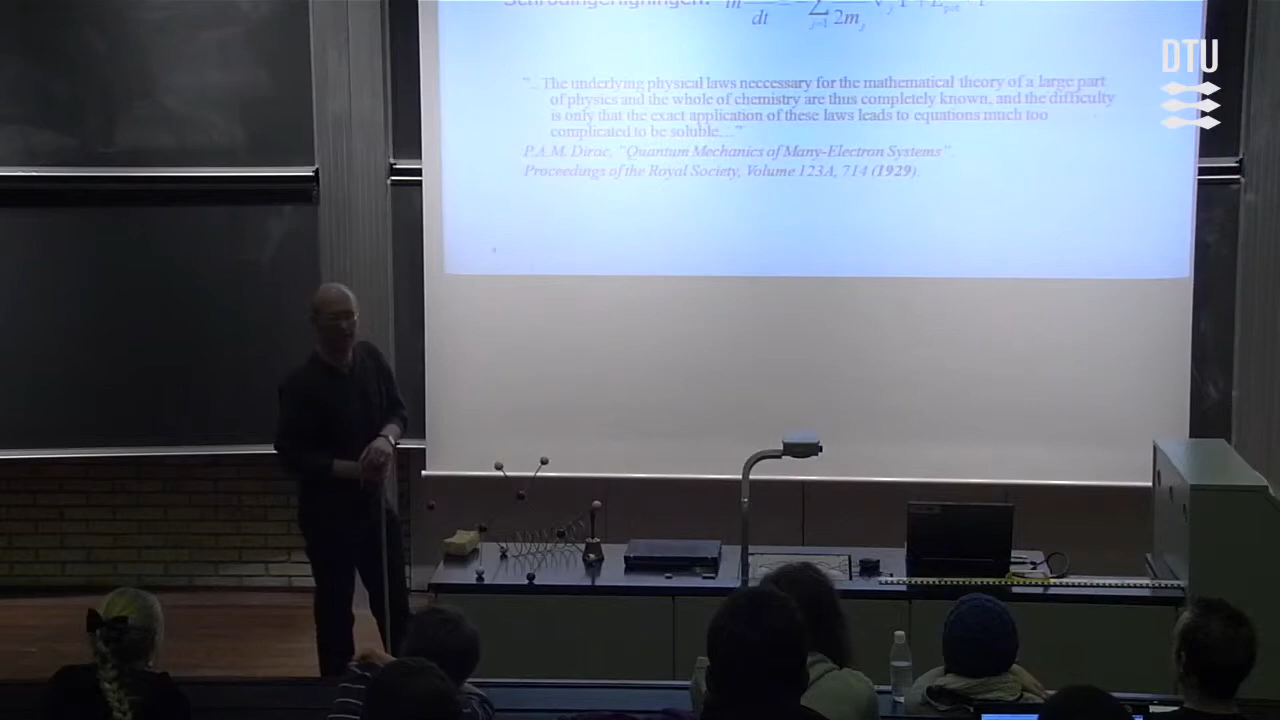 Schrödingerligningen:
DTU
".. The underlying physical laws neccessary for the mathematical theory of a large part
of physics and the whole of chemistry are thus completely known, and the difficulty
is only that the exact application of these laws leads to equations much too
complicated to be soluble...."
P.A.M. Dirac, "Quantum Mechanics of Many-Electron Systems".
Proceedings of the Royal Society, Volume 123A, 714 (1929).